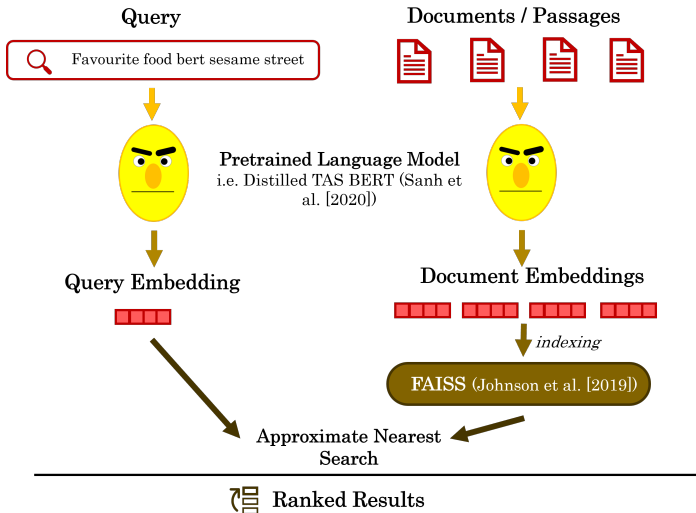 Query
Documents / Passages
Favourite food bert sesame street
Pretrained Language Model
i.e. Distilled TAS BERT (Sanh et
al. [2020])
Query Embedding
Document Embeddings
indexing
FAISS (Johnson et al. [2019])
Approximate Nearest
Search
Ranked Results